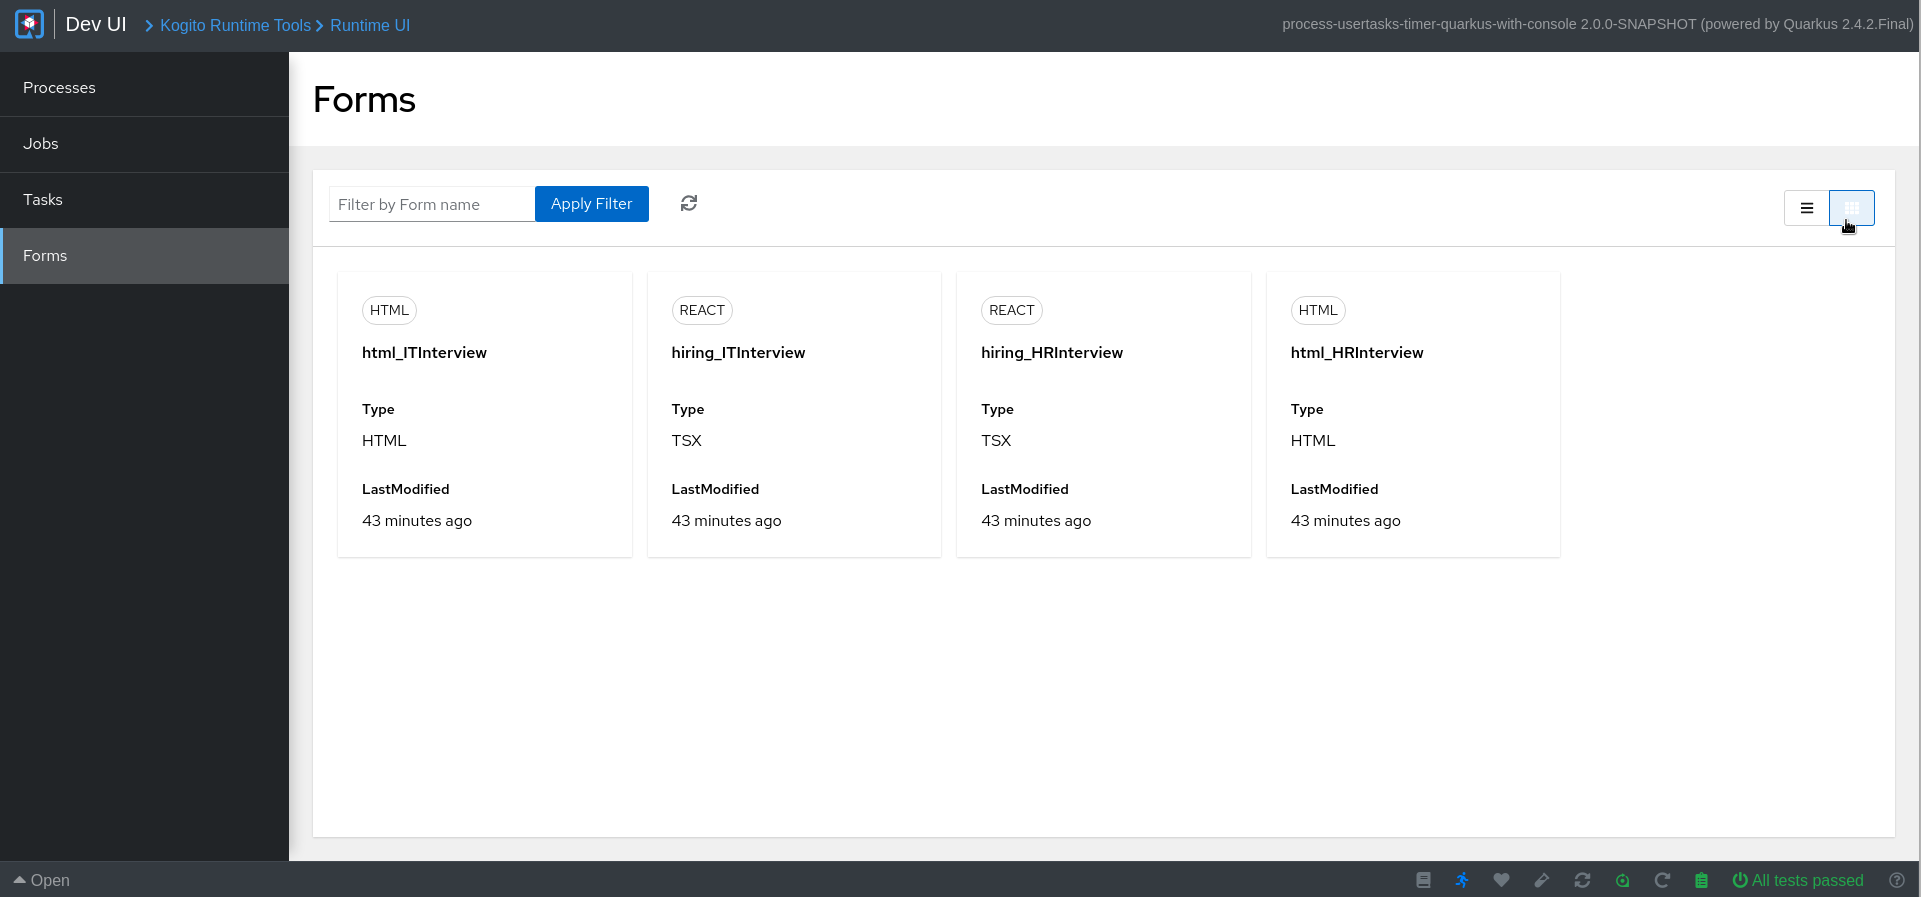 Dev UI
Kogito Runtime Tools
Runtime UI
process-usertasks-timer-quarkus-with-console 2.0.0-SNAPSHOT (powered by Quarkus 2.4.2.Final)
Processes
Jobs
Tasks
Forms
Forms
Filter by Form name
Apply Filter
HTML
html_ITInterview
Type
HTML
LastModified
43 minutes ago
REACT
hiring_ITInterview
Type
TSX
LastModified
43 minutes ago
REACT
hiring_HRInterview
Type
TSX
LastModified
43 minutes ago
HTML
html_HRInterview
Type
HTML
LastModified
43 minutes ago
Open
All tests passed